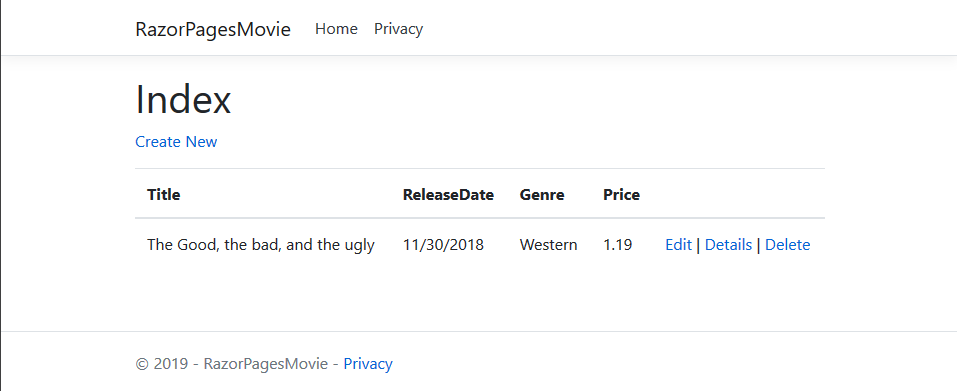 RazorPagesMovie Home Privacy
Index
Create New
Title ReleaseDate Genre Price
The Good, the bad, and the ugly 11/30/2018 Western 1.19 Edit | Details | Delete
© 2019 - RazorPagesMovie - Privacy